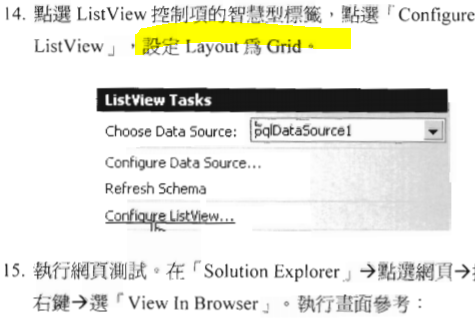 14. 點選 ListView 控制項的智慧型標籤，點選「Configure
ListView」，設定 Layout 為 Grid。
ListView Tasks
Choose Data Source: SqlDataSource1
Configure Data Source...
Refresh Schema
Configure ListView...
15. 執行網頁測試。在「Solution Explorer」→點選網頁→
右鍵→選「View In Browser」。執行畫面參考：